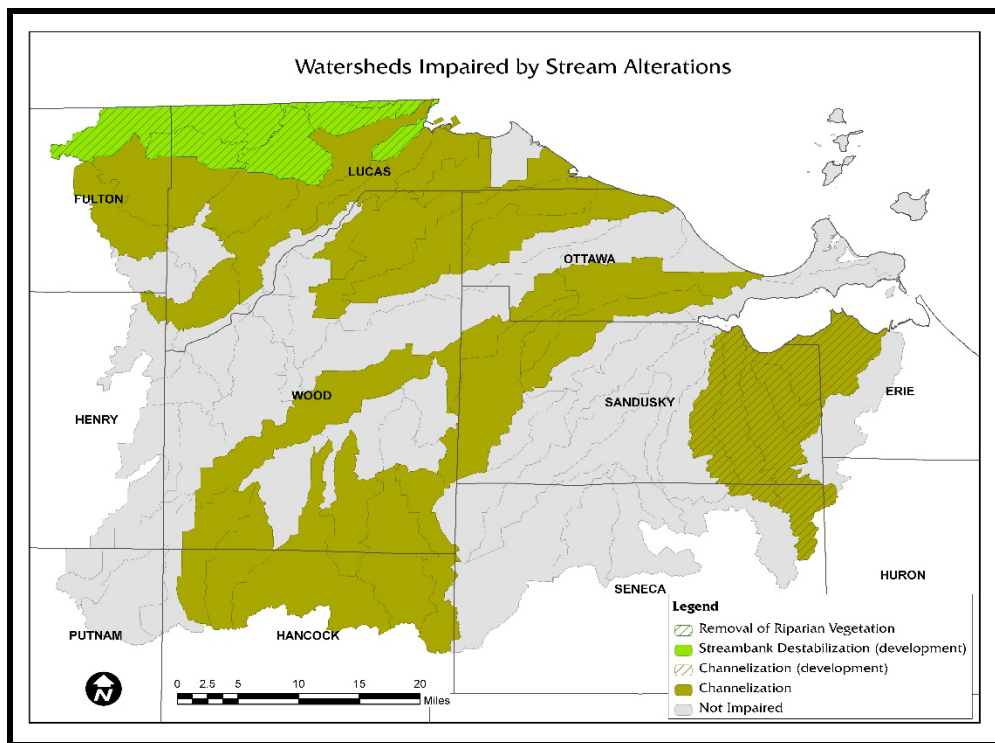 Watersheds Impaired by Stream Alterations
LUCAS
FULTON
OTTAWA
WOOD
SANDUSKY
ERIE
HENRY
SENECA
HURON
PUTNAM
HANCOCK
Legend
Removal of Riparian Vegetation
Streambank Destabilization (development)
Channelization (development)
Channelization
Not Impaired
N
0 2.5 5 10 15 20
Miles